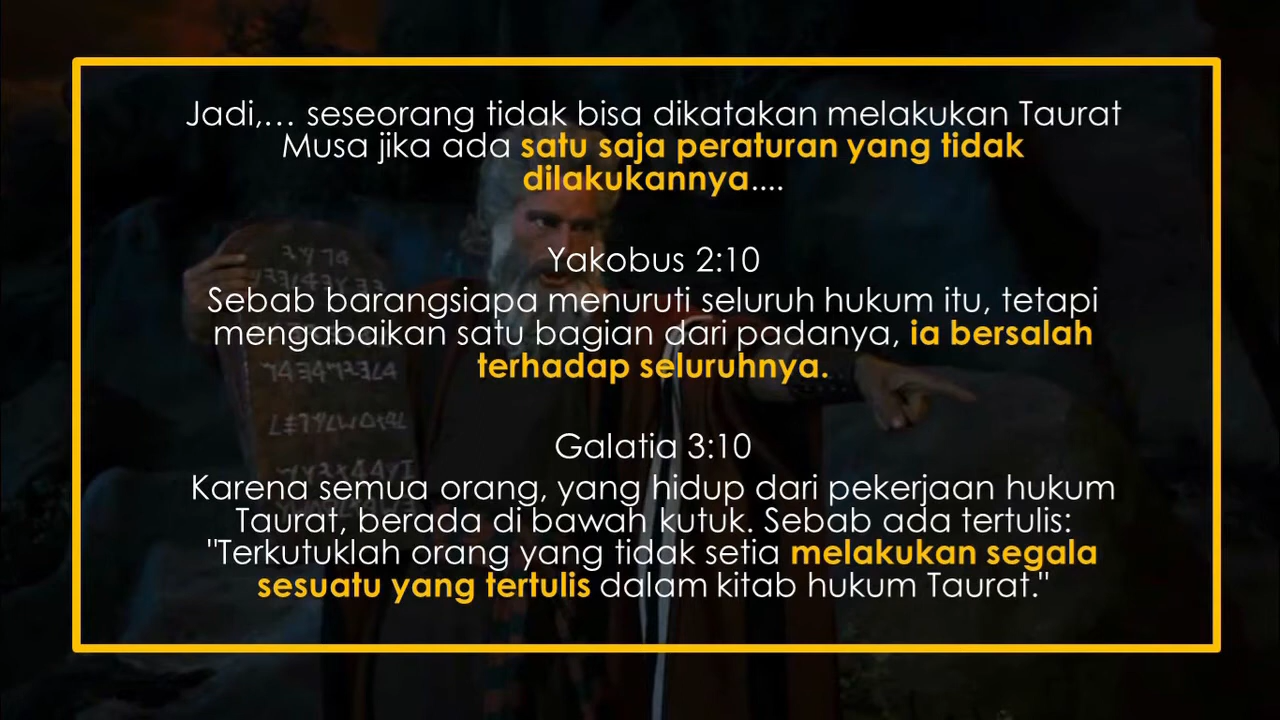 Jadi,... seseorang tidak bisa dikatakan melakukan Taurat
Musa jika ada satu saja peraturan yang tidak
dilakukannya....
Yakobus 2:10
Sebab barangsiapa menuruti seluruh hukum itu, tetapi
mengabaikan satu bagian dari padanya, ia bersalah
terhadap seluruhnya.
Galatia 3:10
Karena semua orang, yang hidup dari pekerjaan hukum
Taurat, berada di bawah kutuk. Sebab ada tertulis:
"Terkutuklah orang yang tidak setia melakukan segala
sesuatu yang tertulis dalam kitab hukum Taurat."